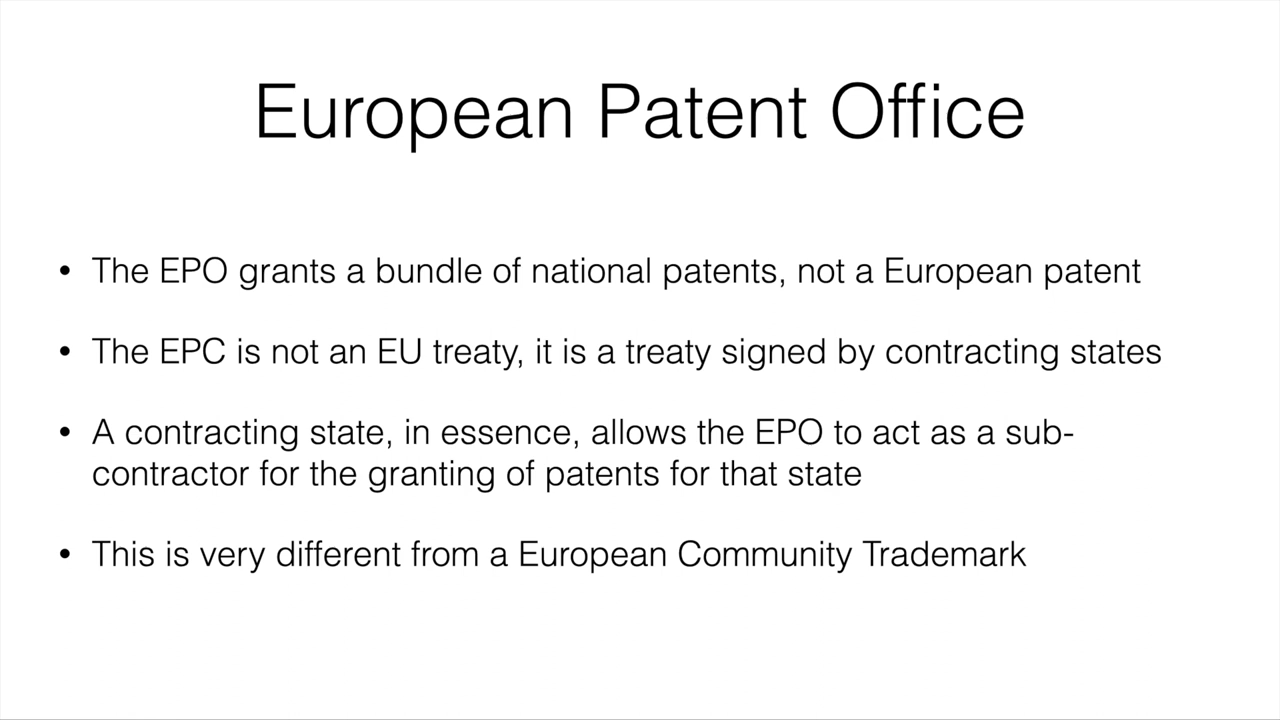 European Patent Office
• The EPO grants a bundle of national patents, not a European patent
• The EPC is not an EU treaty, it is a treaty signed by contracting states
• A contracting state, in essence, allows the EPO to act as a sub-
contractor for the granting of patents for that state
• This is very different from a European Community Trademark